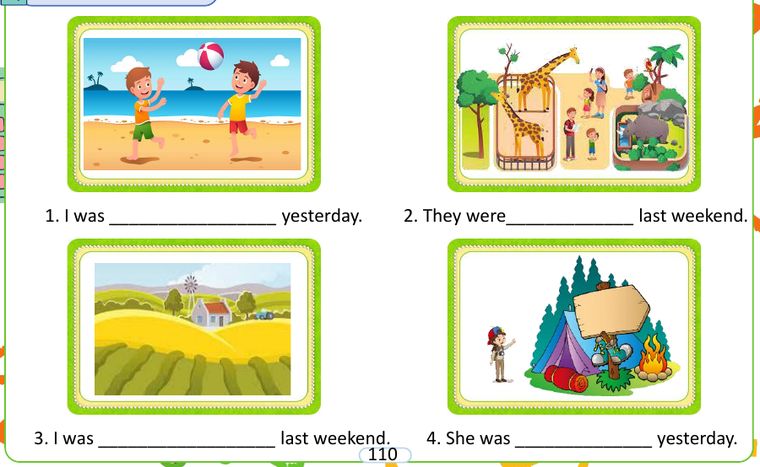 1. I was _________________ yesterday.
2. They were_____________ last weekend.
3. I was __________________ last weekend.
4. She was ______________ yesterday.
110